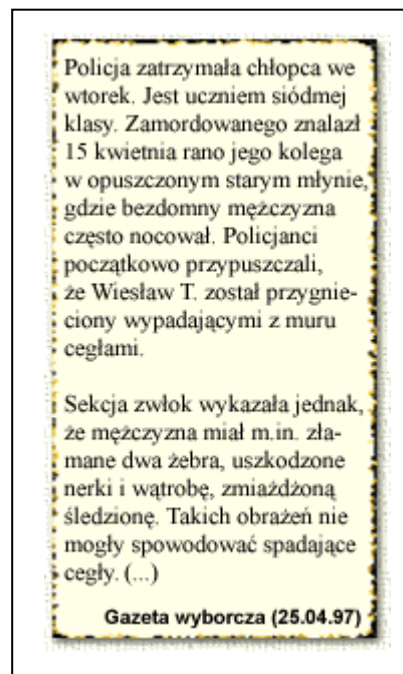 Policja zatrzymała chłopca we
wtorek. Jest uczniem siódmej
klasy. Zamordowanego znalazł
15 kwietnia rano jego kolega
w opuszczonym starym młynie,
gdzie bezdomny mężczyzna
często nocował. Policjanci
początkowo przypuszczali,
że Wiesław T. został przygnie-
ciony wypadającymi z muru
cegłami.

Sekcja zwłok wykazała jednak,
że mężczyzna miał m.in. zła-
mane dwa żebra, uszkodzone
nerki i wątrobę, zmiażdżoną
śledzionę. Takich obrażeń nie
mogły spowodować spadające
cegły. (...)

Gazeta wyborcza (25.04.97)